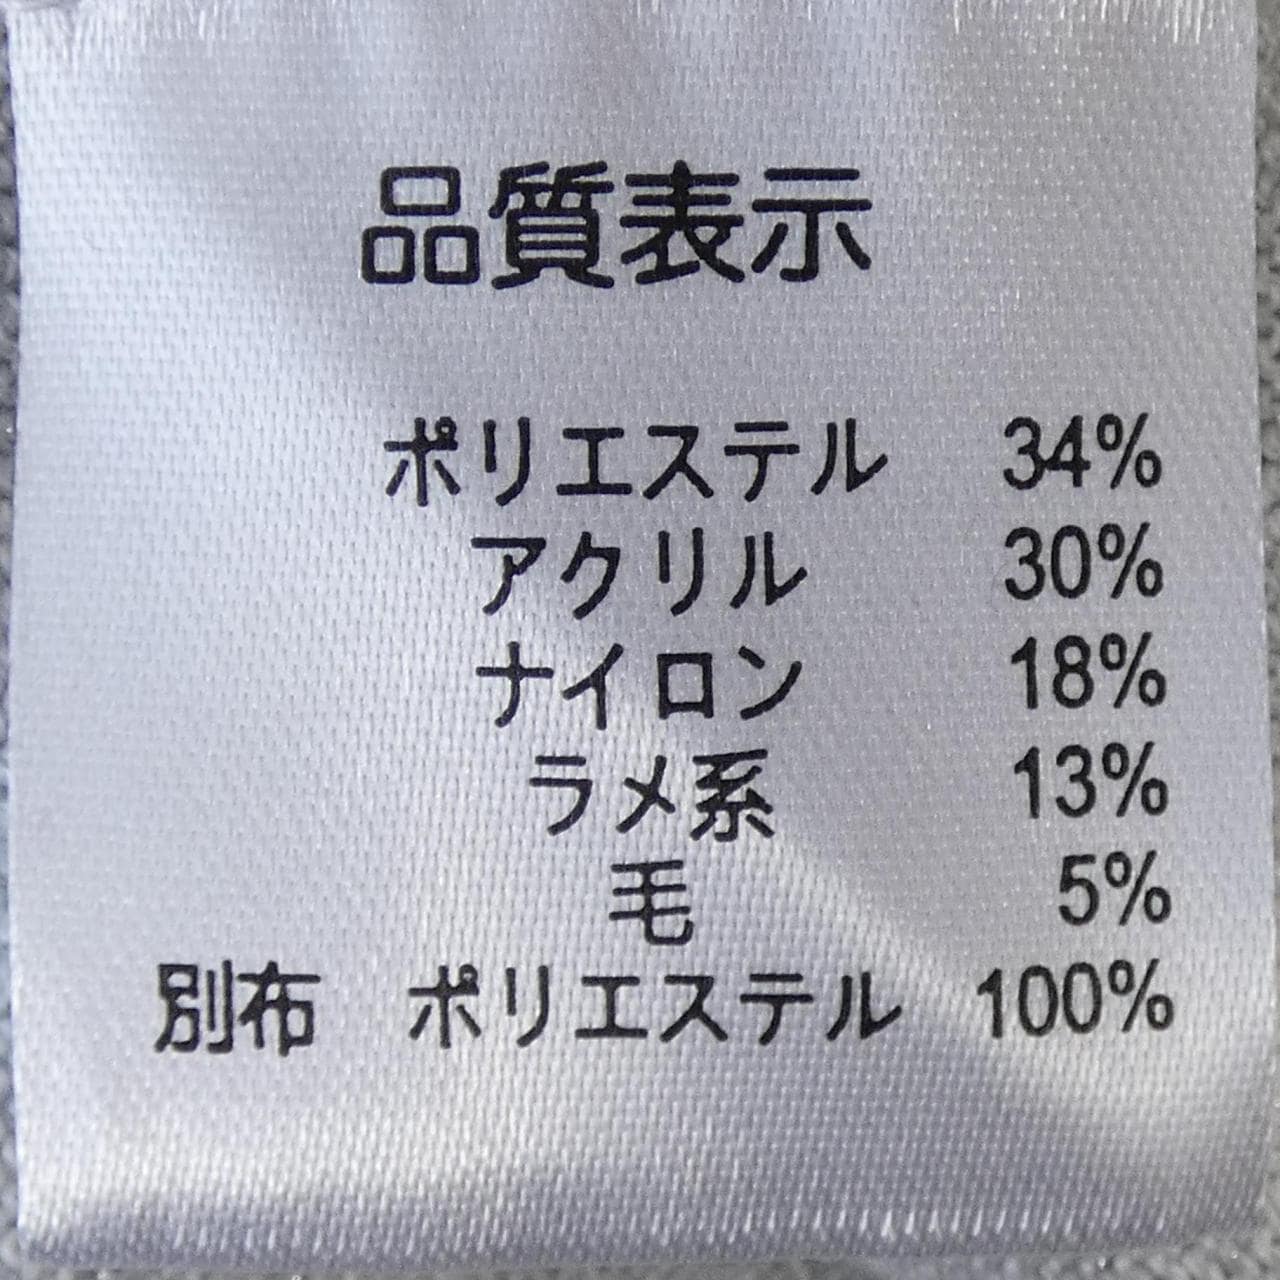 品質表示
ポリエステル 34%
アクリル 30%
ナイロン 18%
ラメ系 13%
毛 5%
別布 ポリエステル 100%